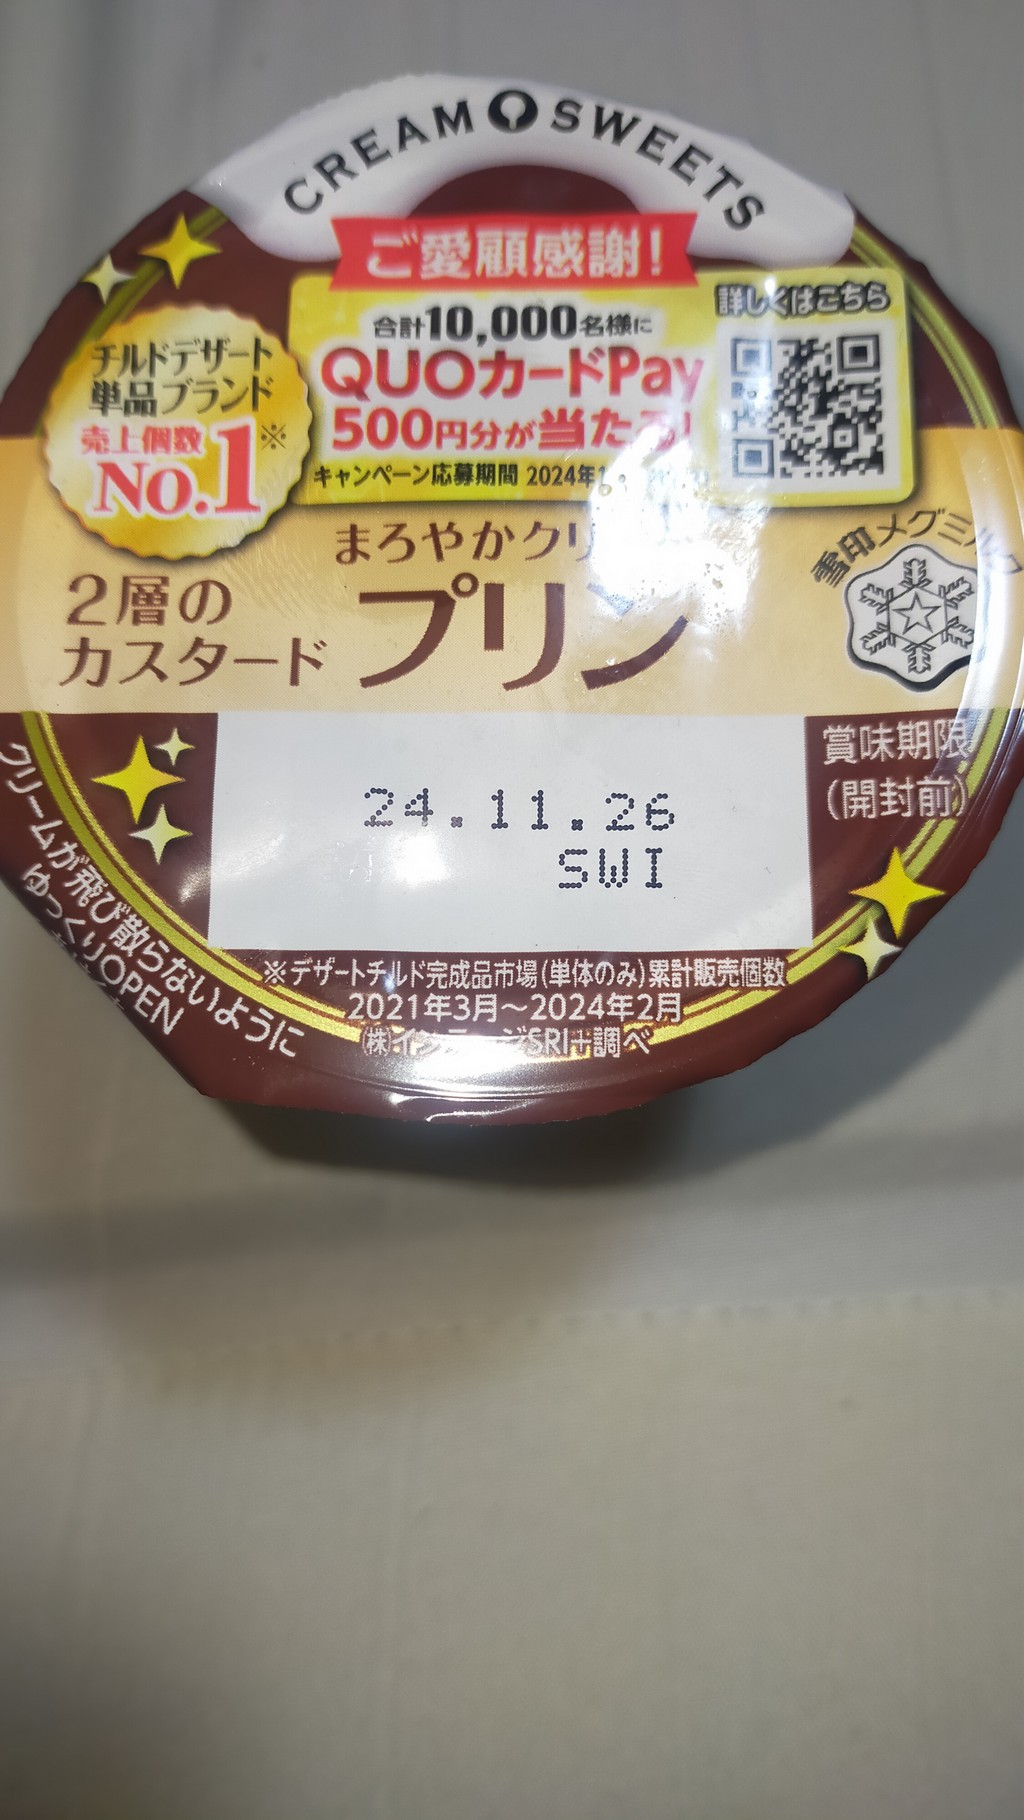 CREAM SWEETS
ご愛顧感謝!
合計10,000名様に
QUOカードPay
500円分が当たる!
キャンペーン応募期間 2024年
詳しくはこちら
チルドデザート
単品ブランド
売上個数
No.1※
まろやかクリ
2層の
カスタード
プリン
雪印メグミルク
24.11.26
SWI
賞味期限
(開封前)
※デザートチルド完成品市場(単体のみ)累計販売個数
2021年3月〜2024年2月
(株)インテージSRI+調べ
クリームが飛び散らないように
ゆっくりOPEN